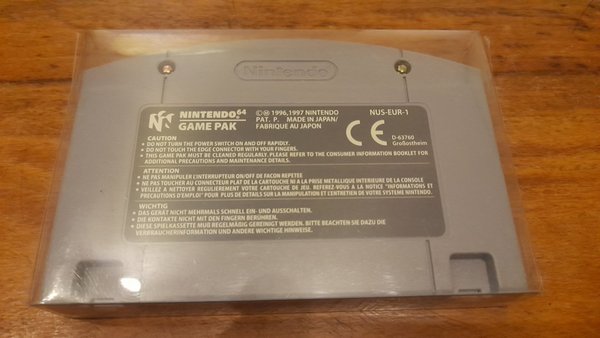 Nintendo
NINTENDO64
GAME PAK
©® 1996,1997 NINTENDO
PAT. P. MADE IN JAPAN/
FABRIQUE AU JAPON
NUS-EUR-1
CE
D-63760
Großostheim
CAUTION
• DO NOT TURN THE POWER SWITCH ON AND OFF RAPIDLY.
• DO NOT TOUCH THE EDGE CONNECTOR WITH YOUR FINGERS.
• THIS GAME PAK MUST BE CLEANED REGULARLY. PLEASE REFER TO THE CONSUMER INFORMATION BOOKLET FOR
ADDITIONAL PRECAUTIONS AND MAINTENANCE DETAILS.
ATTENTION
• NE PAS MANIPULER L'INTERRUPTEUR ON/OFF DE FACON REPETEE
• NE PAS TOUCHER AU CONNECTEUR PLAT DE LA CARTOUCHE NI A LA PRISE METALLIQUE INTERIEURE DE LA CONSOLE
• VEILLEZ A NETTOYER REGULIEREMENT VOTRE CARTOUCHE DE JEU. REFEREZ VOUS A LA NOTICE "INFORMATIONS ET
PRECAUTIONS D'EMPLOI" POUR PLUS DE DETAILS SUR LA MANIPULATION ET L'ENTRETIEN DE VOTRE SYSTEME NINTENDO.
WICHTIG
• DAS GERÄT NICHT MEHRMALS SCHNELL EIN- UND AUSSCHALTEN.
• DIE KONTAKTE NICHT MIT DEN FINGERN BERÜHREN.
• DIESE SPIELKASSETTE MUß REGELMÄßIG GEREINIGT WERDEN. BITTE BEACHTEN SIE DAZU DIE
VERBRAUCHERINFORMATION UND ANDERE WICHTIGE HINWEISE.